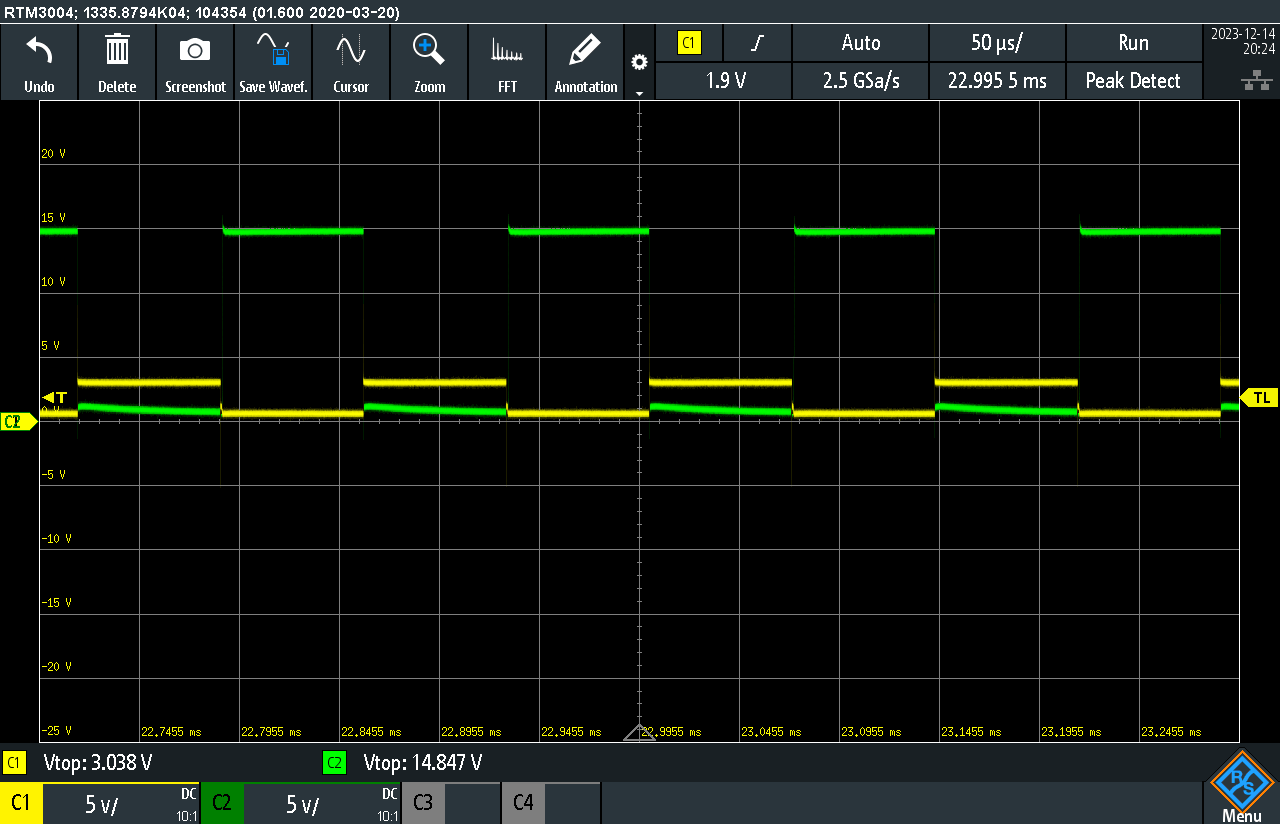 RTM3004; 1335.8794K04; 104354 (01.600 2020-03-20)
Undo Delete Screenshot Save Wavef. Cursor Zoom FFT Annotation
C1 Auto 50 µs/ Run
1.9 V 2.5 GSa/s 22.995 5 ms Peak Detect
2023-12-14
20:24
20 V
15 V
10 V
5 V
T
0 V
C2
TL
-5 V
-10 V
-15 V
-20 V
-25 V
22.7455 ms 22.7955 ms 22.8455 ms 22.8955 ms 22.9455 ms 22.9955 ms 23.0455 ms 23.0955 ms 23.1455 ms 23.1955 ms 23.2455 ms
C1 Vtop: 3.038 V C2 Vtop: 14.847 V
C1 5 V/ DC 10:1 C2 5 V/ DC 10:1 C3 C4
R S
Menu